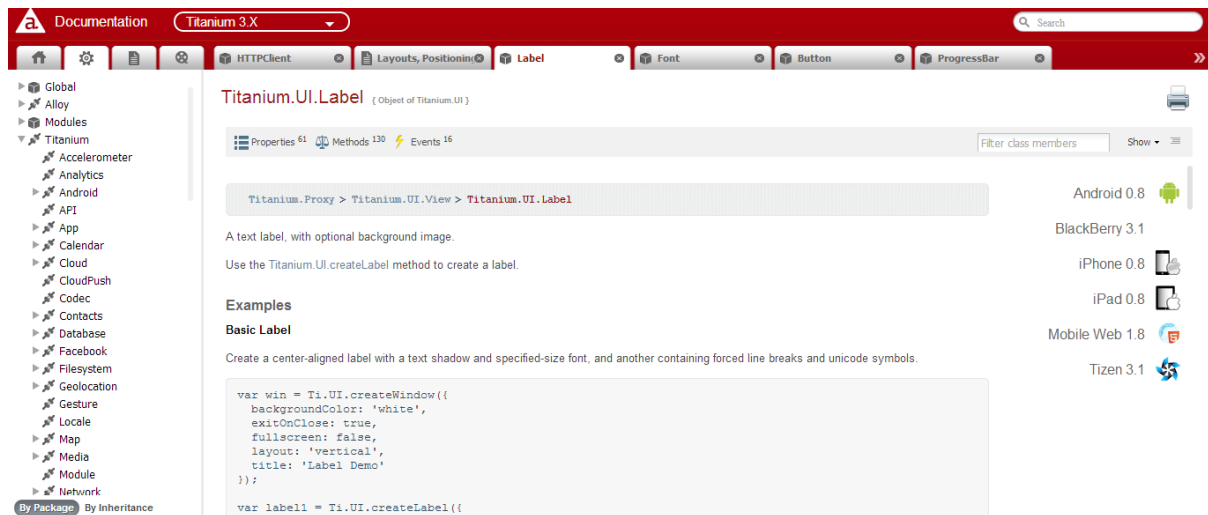 a. Documentation Titanium 3.X Search
HTTPClient Layouts, Positioning Label Font Button ProgressBar
Global
Alloy
Modules
Titanium
Accelerometer
Analytics
Android
API
App
Calendar
Cloud
CloudPush
Codec
Contacts
Database
Facebook
Filesystem
Geolocation
Gesture
Locale
Map
Media
Module
Network
By Package By Inheritance
Titanium.UI.Label { Object of Titanium.UI }
Properties 61 Methods 130 Events 16 Filter class members Show
Titanium.Proxy > Titanium.UI.View > Titanium.UI.Label
A text label, with optional background image.
Use the Titanium.UI.createLabel method to create a label.
Examples
Basic Label
Create a center-aligned label with a text shadow and specified-size font, and another containing forced line breaks and unicode symbols.
var win = Ti.UI.createWindow({
backgroundColor: 'white',
exitOnClose: true,
fullscreen: false,
layout: 'vertical',
title: 'Label Demo'
});
var label1 = Ti.UI.createLabel({
Android 0.8
BlackBerry 3.1
iPhone 0.8
iPad 0.8
Mobile Web 1.8
Tizen 3.1